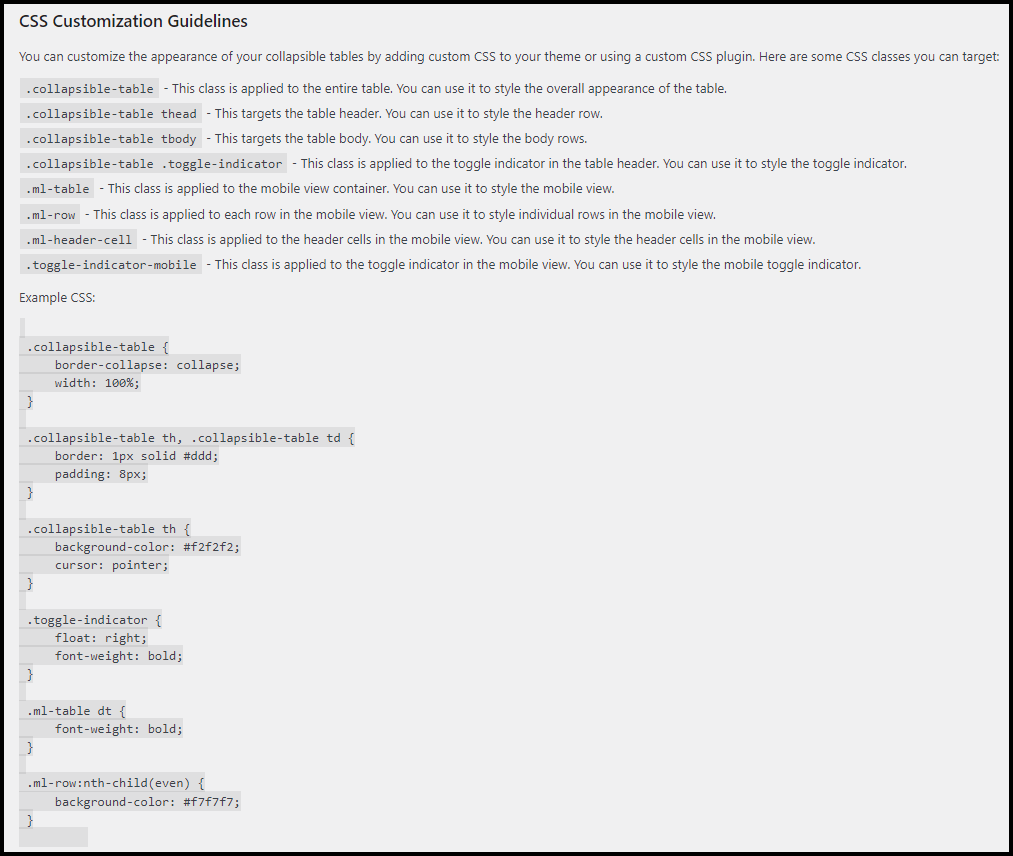 CSS Customization Guidelines
You can customize the appearance of your collapsible tables by adding custom CSS to your theme or using a custom CSS plugin. Here are some CSS classes you can target:
.collapsible-table - This class is applied to the entire table. You can use it to style the overall appearance of the table.
.collapsible-table thead - This targets the table header. You can use it to style the header row.
.collapsible-table tbody - This targets the table body. You can use it to style the body rows.
.collapsible-table .toggle-indicator - This class is applied to the toggle indicator in the table header. You can use it to style the toggle indicator.
.ml-table - This class is applied to the mobile view container. You can use it to style the mobile view.
.ml-row - This class is applied to each row in the mobile view. You can use it to style individual rows in the mobile view.
.ml-header-cell - This class is applied to the header cells in the mobile view. You can use it to style the header cells in the mobile view.
.toggle-indicator-mobile - This class is applied to the toggle indicator in the mobile view. You can use it to style the mobile toggle indicator.
Example CSS:
.collapsible-table {
    border-collapse: collapse;
    width: 100%;
}
.collapsible-table th, .collapsible-table td {
    border: 1px solid #ddd;
    padding: 8px;
}
.collapsible-table th {
    background-color: #f2f2f2;
    cursor: pointer;
}
.toggle-indicator {
    float: right;
    font-weight: bold;
}
.ml-table dt {
    font-weight: bold;
}
.ml-row:nth-child(even) {
    background-color: #f7f7f7;
}